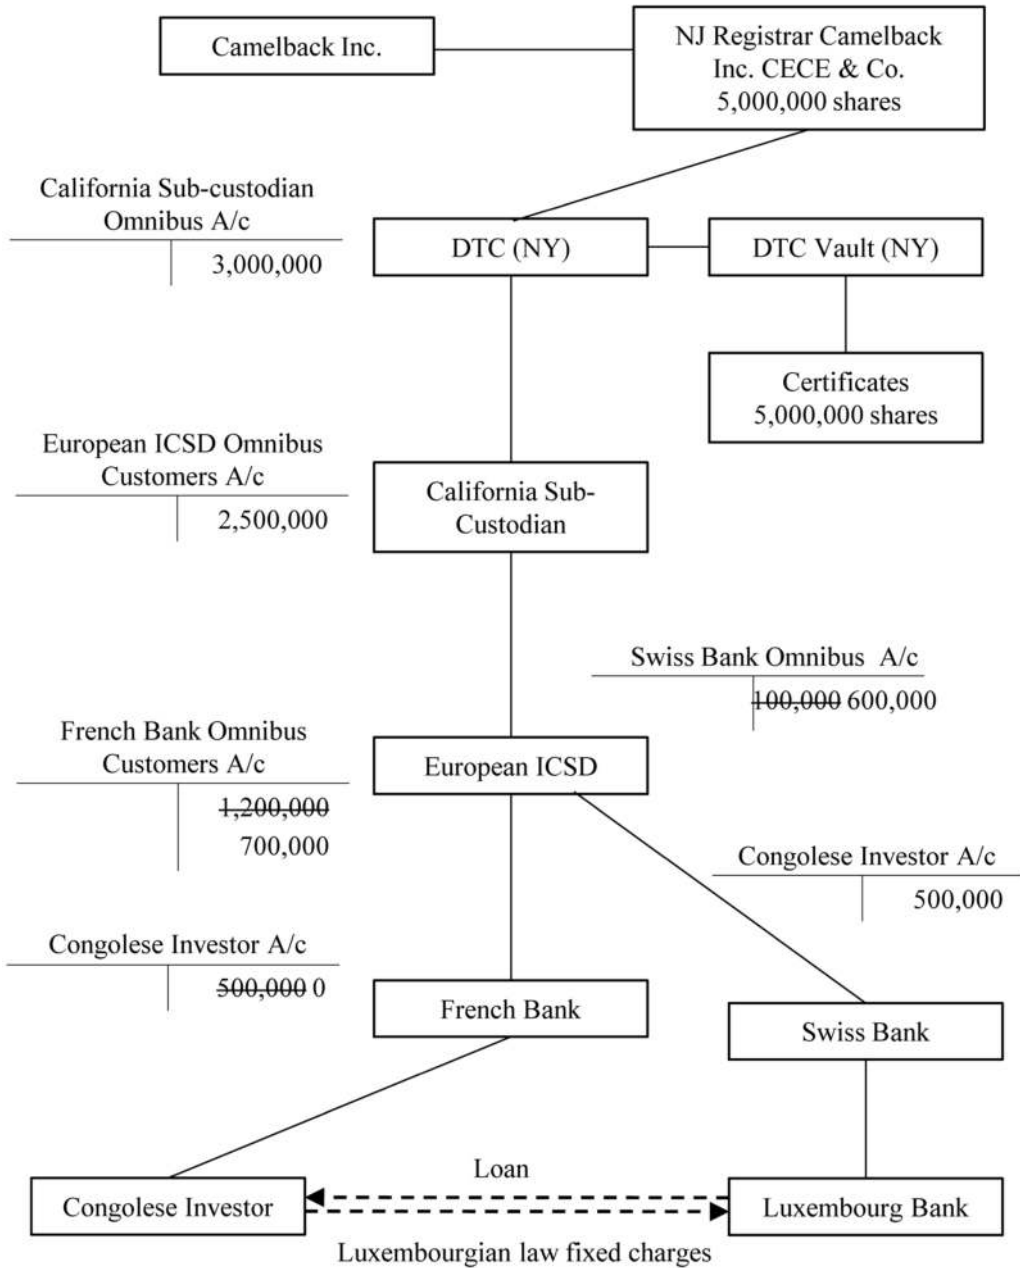 Camelback Inc.
NJ Registrar Camelback
Inc. CECE & Co.
5,000,000 shares
California Sub-custodian
Omnibus A/c
3,000,000
DTC (NY)
DTC Vault (NY)
Certificates
5,000,000 shares
European ICSD Omnibus
Customers A/c
2,500,000
California Sub-
Custodian
Swiss Bank Omnibus A/c
100,000 600,000
French Bank Omnibus
Customers A/c
1,200,000
700,000
European ICSD
Congolese Investor A/c
500,000
Congolese Investor A/c
500,000 0
French Bank
Swiss Bank
Loan
Congolese Investor
Luxembourg Bank
Luxembourgian law fixed charges